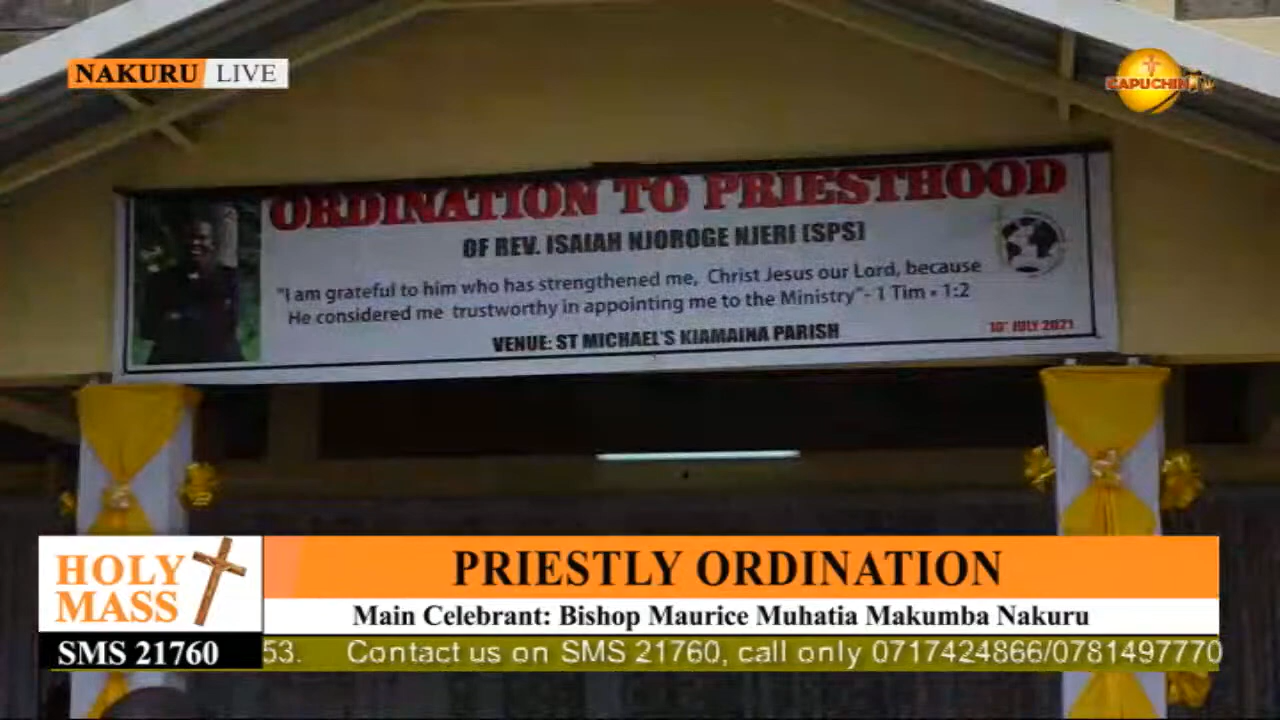 NAKURU LIVE
CAPUCHIN TV
ORDINATION TO PRIESTHOOD
OF REV. ISAIAH NJOROGE NJERI [SPS]
"I am grateful to him who has strengthened me, Christ Jesus our Lord, because
He considered me trustworthy in appointing me to the Ministry"- 1 Tim • 1:2
VENUE: ST MICHAEL'S KIAMAINA PARISH
10" JULY 2021
HOLY
MASS
PRIESTLY ORDINATION
Main Celebrant: Bishop Maurice Muhatia Makumba Nakuru
SMS 21760
53. Contact us on SMS 21760, call only 0717424866/0781497770